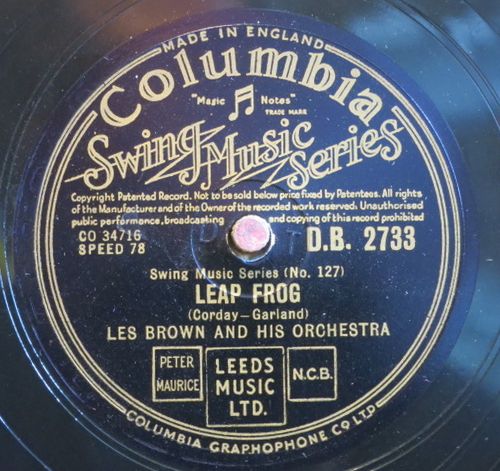 MADE IN ENGLAND
Columbia
"Magic Notes"
TRADE MARK
Swing Music Series
Copyright Patented Record. Not to be sold below price fixed by Patentees. All rights
of the Manufacturer and of the Owner of the recorded work reserved. Unauthorised
public performance, broadcasting and copying of this record prohibited
CO 34716
SPEED 78
D.B. 2733
Swing Music Series (No. 127)
LEAP FROG
(Corday–Garland)
LES BROWN AND HIS ORCHESTRA
PETER
MAURICE
LEEDS
MUSIC
LTD.
N.C.B.
COLUMBIA GRAPHOPHONE CO LTD